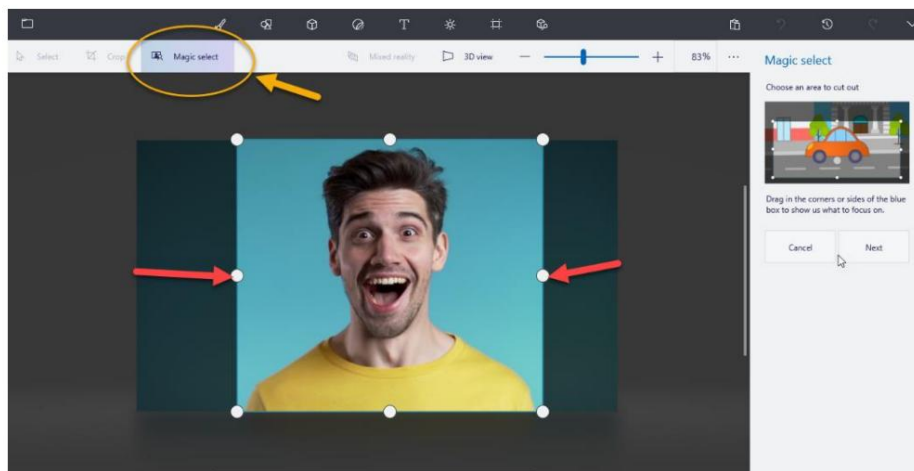 Select
Crop
Magic select
Mixed reality
3D view
83%
Magic select
Choose an area to cut out
Drag in the corners or sides of the blue
box to show us what to focus on.
Cancel
Next